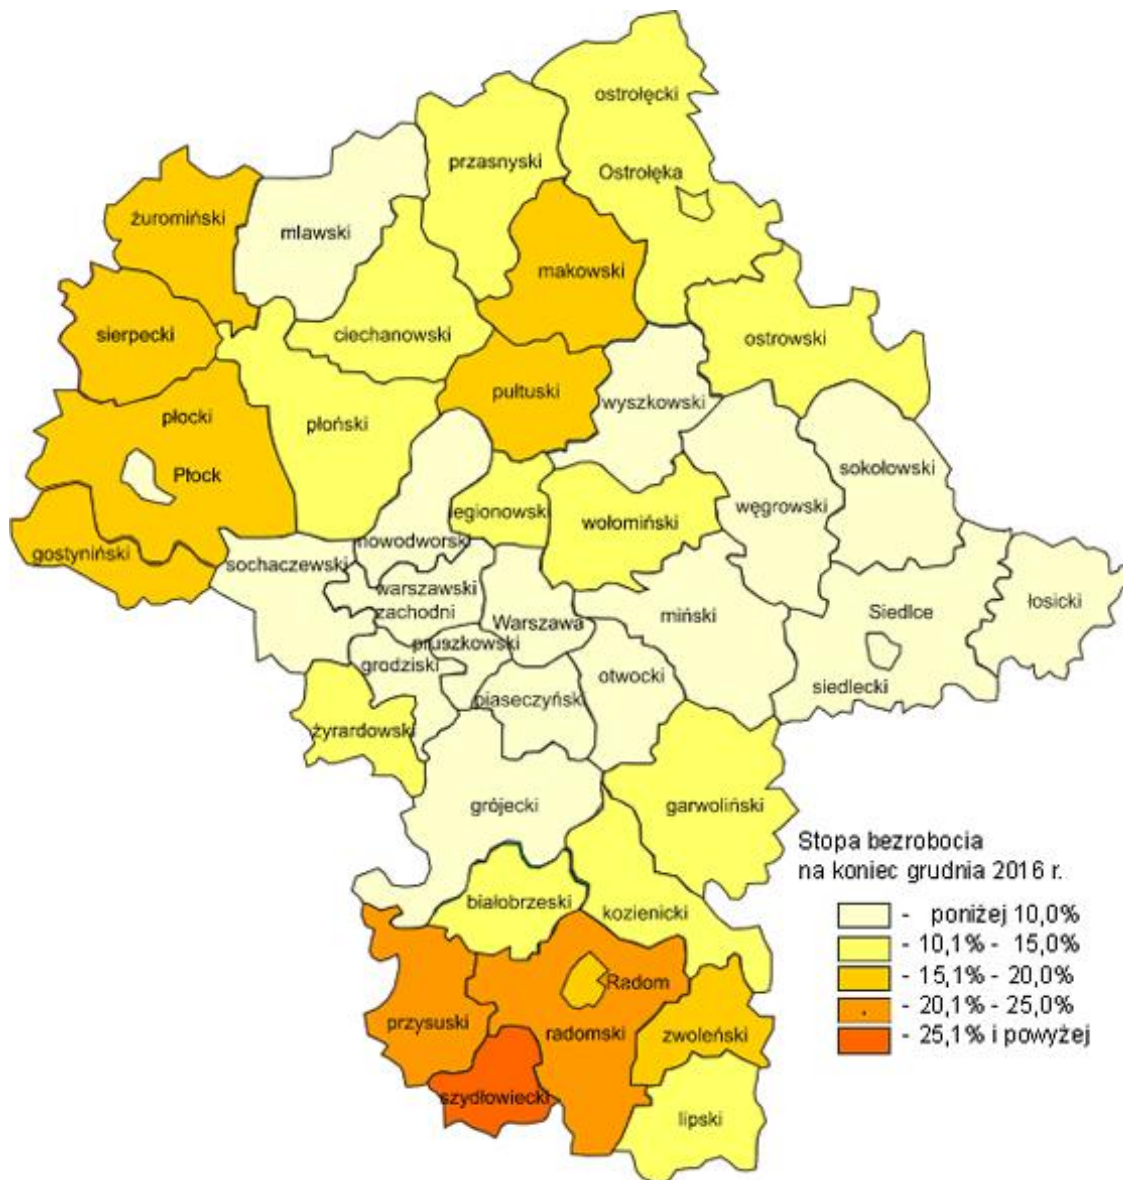 ostrołęcki
przasnyski
Ostrołęka
żuromiński
mlawski
makowski
sierpecki
ciechanowski
ostrowski
pułtuski
wyszkowski
płocki
płoński
Płock
sokołowski
węgrowski
legionowski
wołomiński
nowodworski
gostyniński
sochaczewski
warszawski
zachodni
Warszawa
miński
Siedlce
łosicki
pruszkowski
grodziski
otwocki
siedlecki
piaseczyński
żyrardowski
grójecki
garwoliński
białobrzeski
kozienicki
Radom
przysuski
radomski
zwoleński
szydłowiecki
lipski
Stopa bezrobocia
na koniec grudnia 2016 r.
- poniżej 10,0%
- 10,1% - 15,0%
- 15,1% - 20,0%
- 20,1% - 25,0%
- 25,1% i powyżej